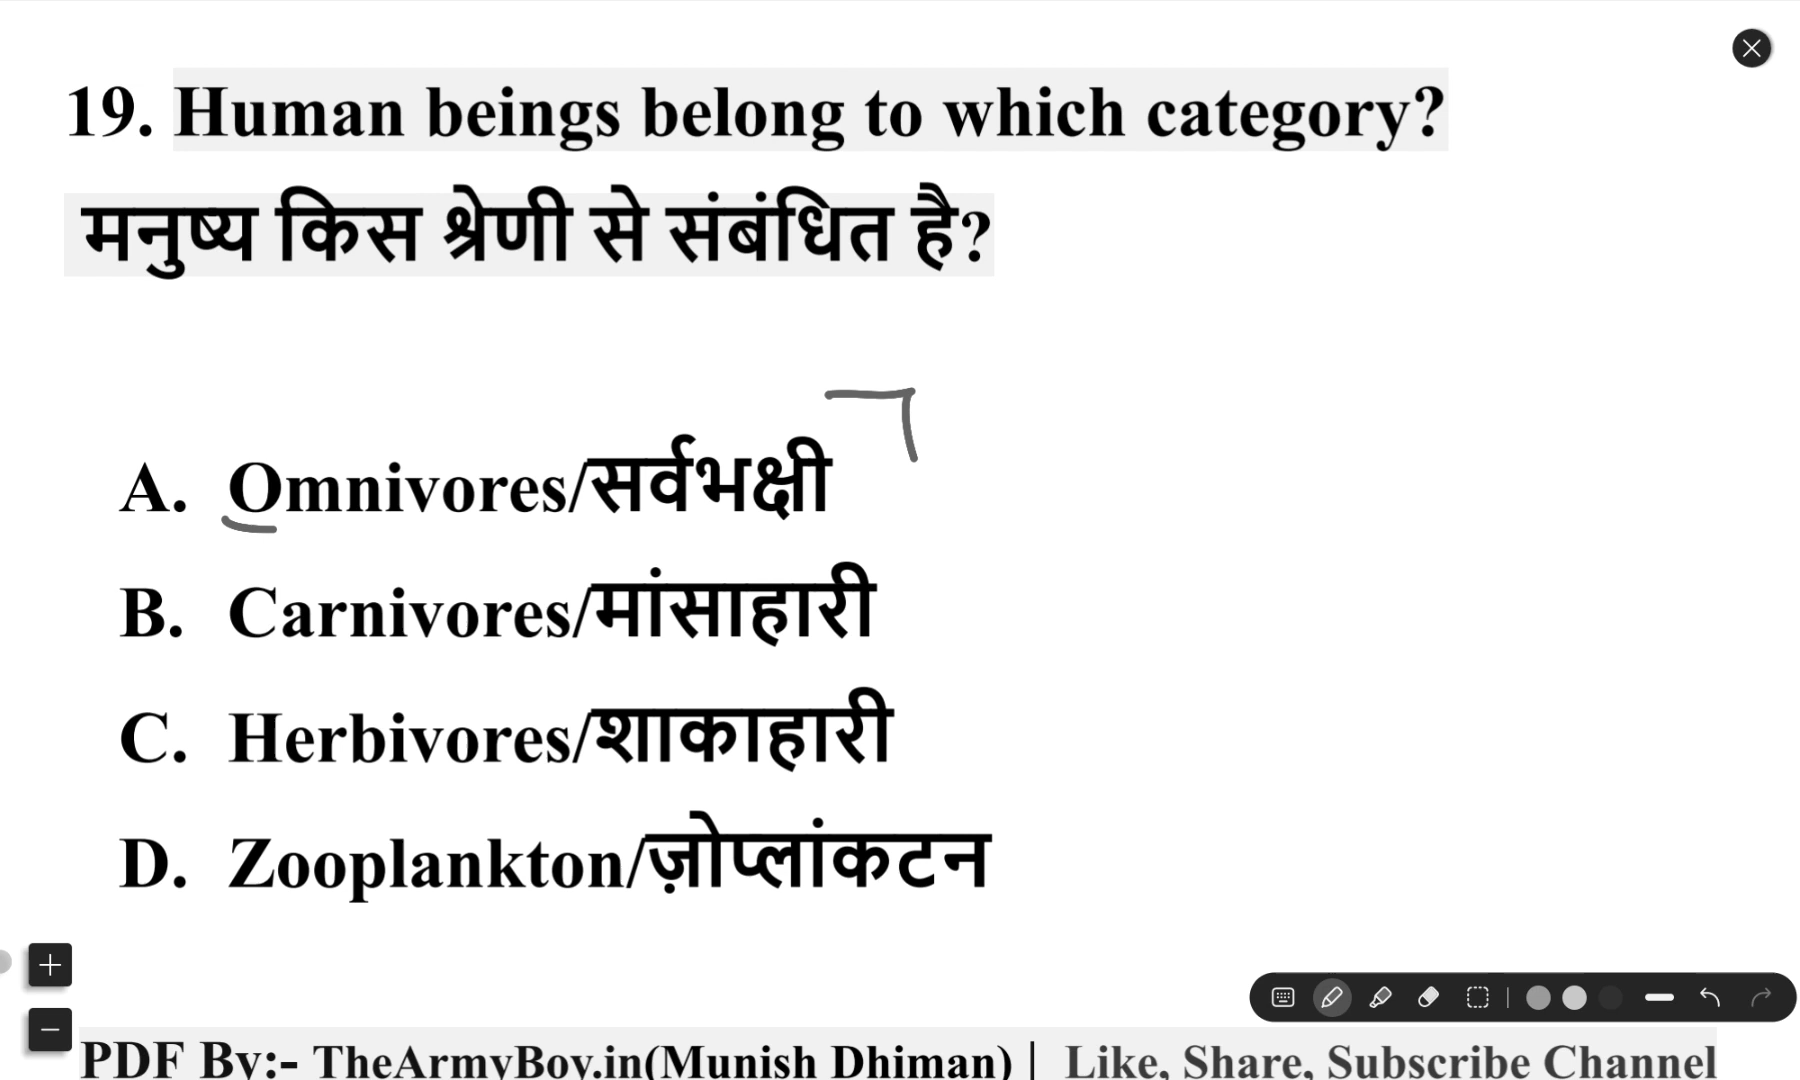 19. Human beings belong to which category?
मनुष्य किस श्रेणी से संबंधित है?
A. Omnivores/सर्वभक्षी
B. Carnivores/मांसाहारी
C. Herbivores/शाकाहारी
D. Zooplankton/ज़ोप्लांकटन
PDF By:- TheArmyBoy.in(Munish Dhiman) | Like, Share, Subscribe Channel